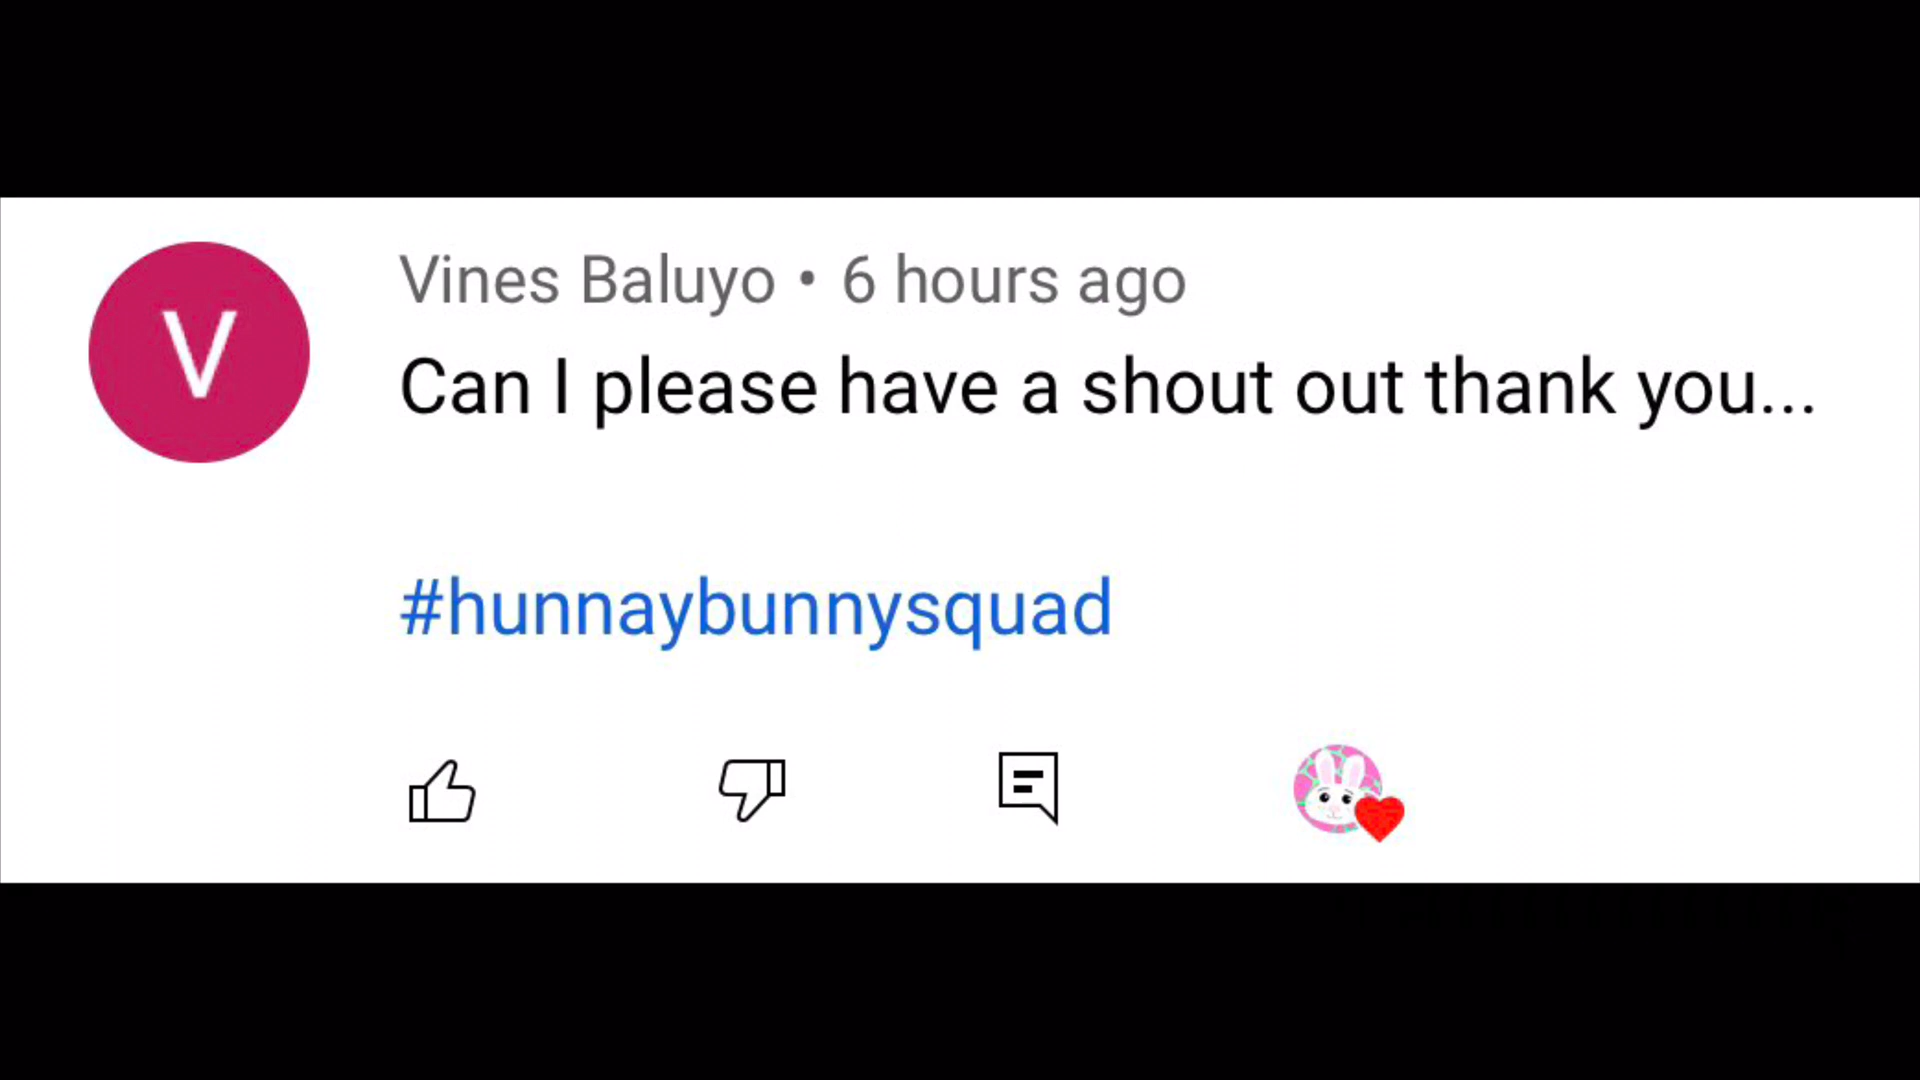 V
Vines Baluyo • 6 hours ago
Can I please have a shout out thank you...
#hunnaybunnysquad